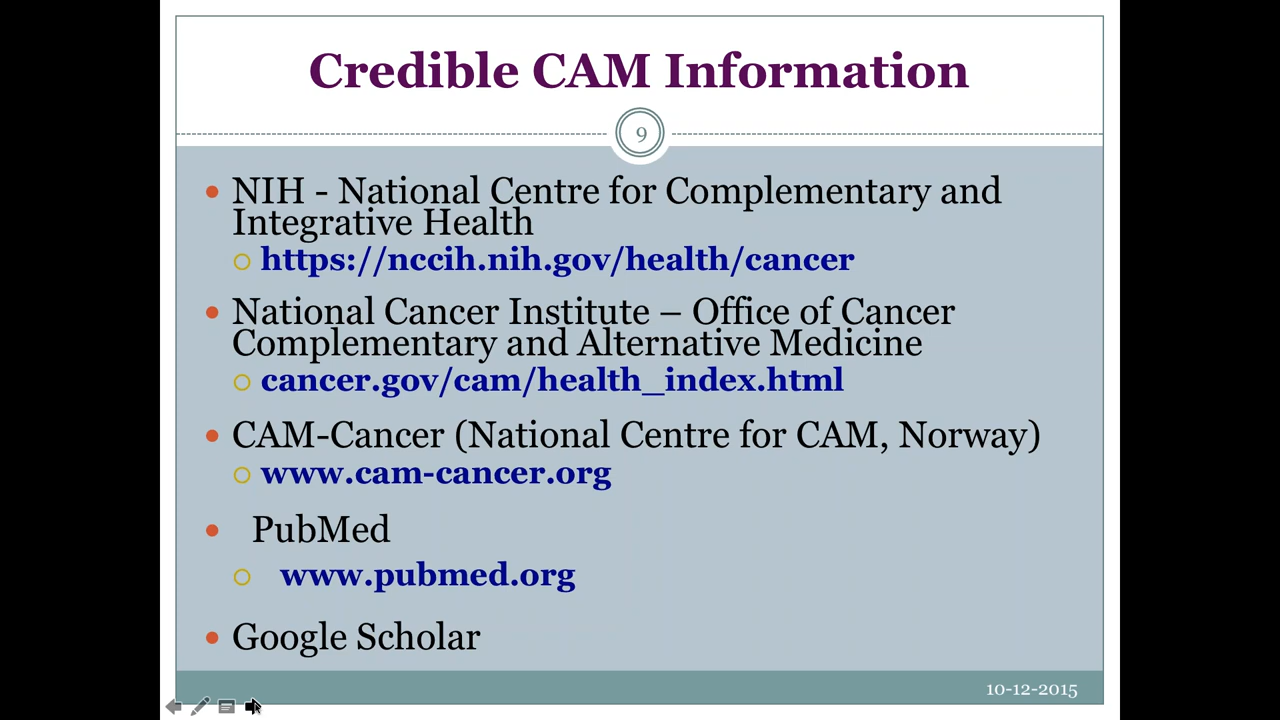 Credible CAM Information
9
NIH - National Centre for Complementary and
Integrative Health
https://nccih.nih.gov/health/cancer
National Cancer Institute – Office of Cancer
Complementary and Alternative Medicine
cancer.gov/cam/health_index.html
CAM-Cancer (National Centre for CAM, Norway)
www.cam-cancer.org
PubMed
www.pubmed.org
Google Scholar
10-12-2015